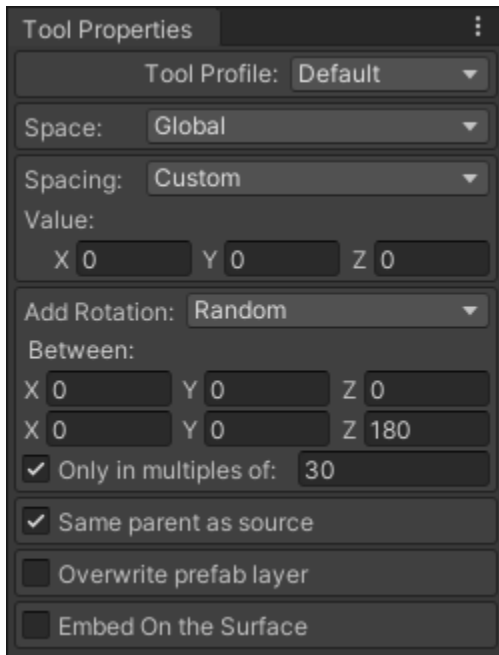 Tool Properties
Tool Profile: Default
Space: Global
Spacing: Custom
Value:
X 0 Y 0 Z 0
Add Rotation: Random
Between:
X 0 Y 0 Z 0
X 0 Y 0 Z 180
Only in multiples of: 30
Same parent as source
Overwrite prefab layer
Embed On the Surface